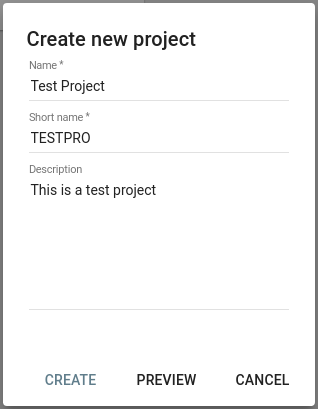 Create new project
Name *
Test Project
Short name *
TESTPRO
Description
This is a test project
CREATE PREVIEW CANCEL